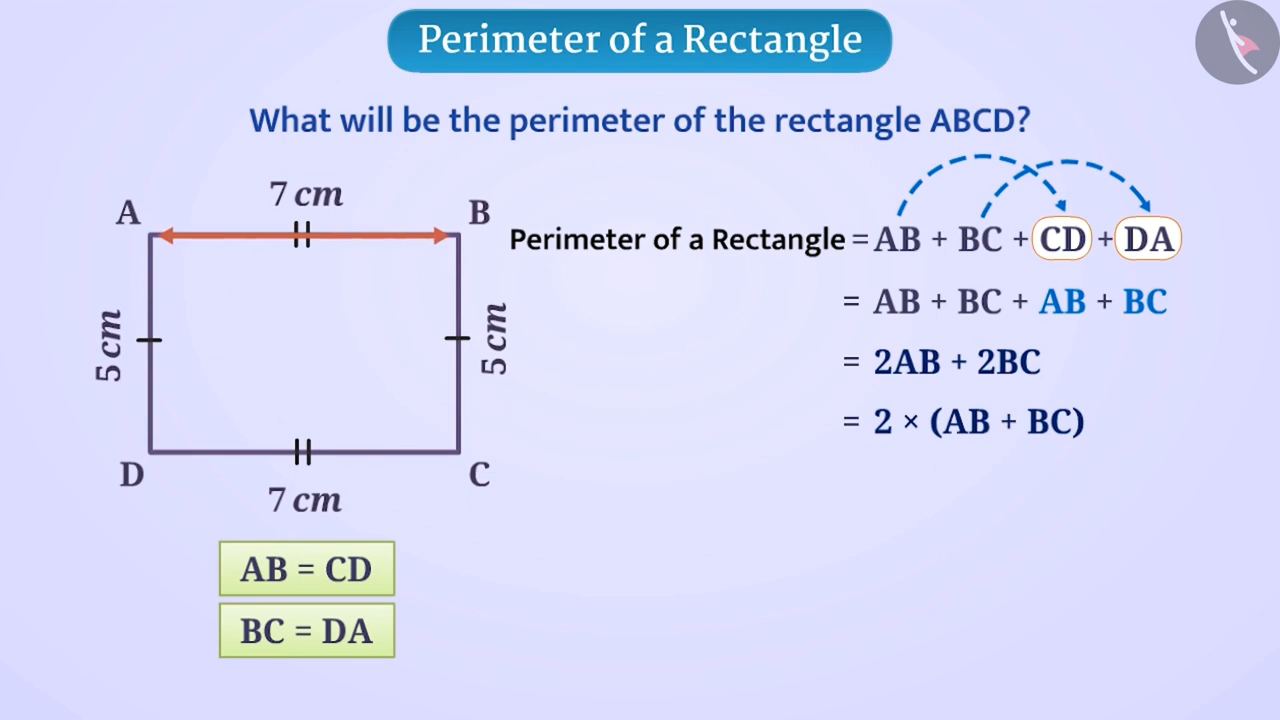 Perimeter of a Rectangle
What will be the perimeter of the rectangle ABCD?
7 cm
A
B
5 cm
5 cm
D
C
7 cm
AB = CD
BC = DA
Perimeter of a Rectangle = AB + BC + CD + DA
= AB + BC + AB + BC
= 2AB + 2BC
= 2 × (AB + BC)